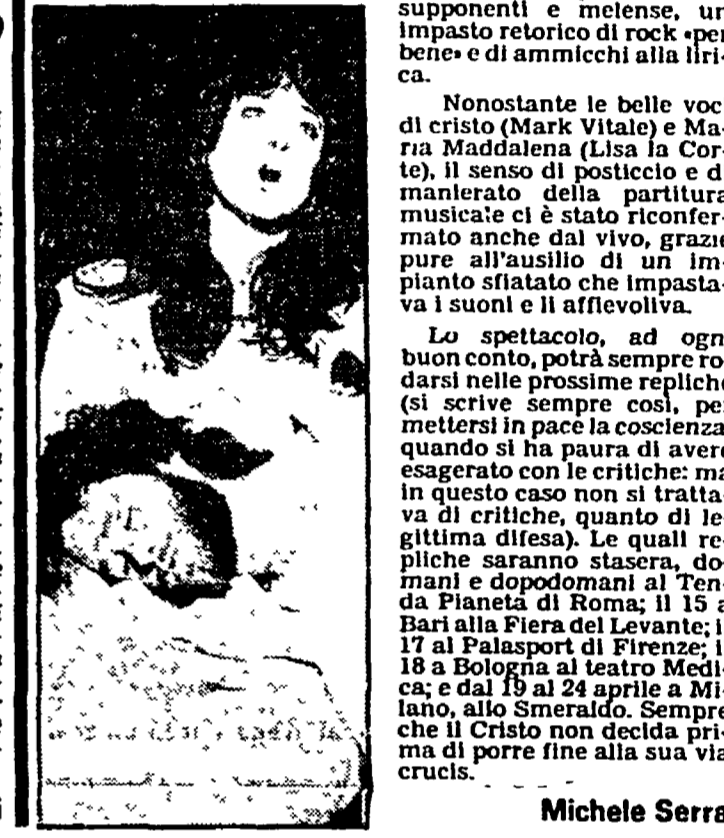 supponenti e melense, un
impasto retorico di rock «per
bene» e di ammicchi alla liri-
ca.
Nonostante le belle voc
di cristo (Mark Vitale) e Ma-
ria Maddalena (Lisa la Cor-
te), il senso di posticcio e d
manierato della partitura
musicale ci è stato riconfer-
mato anche dal vivo, grazie
pure all'ausilio di un im-
pianto sfiatato che impasta-
va i suoni e li affievoliva.
Lo spettacolo, ad ogn
buon conto, potrà sempre ro-
darsi nelle prossime repliche
(si scrive sempre così, per
mettersi in pace la coscienza
quando si ha paura di avere
esagerato con le critiche: ma
in questo caso non si tratta-
va di critiche, quanto di le-
gittima difesa). Le quali re-
pliche saranno stasera, do-
mani e dopodomani al Ten-
da Pianeta di Roma; il 15 a
Bari alla Fiera del Levante; i
17 al Palasport di Firenze; i
18 a Bologna al teatro Medi-
ca; e dal 19 al 24 aprile a Mi-
lano, allo Smeraldo. Sempre
che il Cristo non decida pri-
ma di porre fine alla sua via
crucis.
Michele Serra